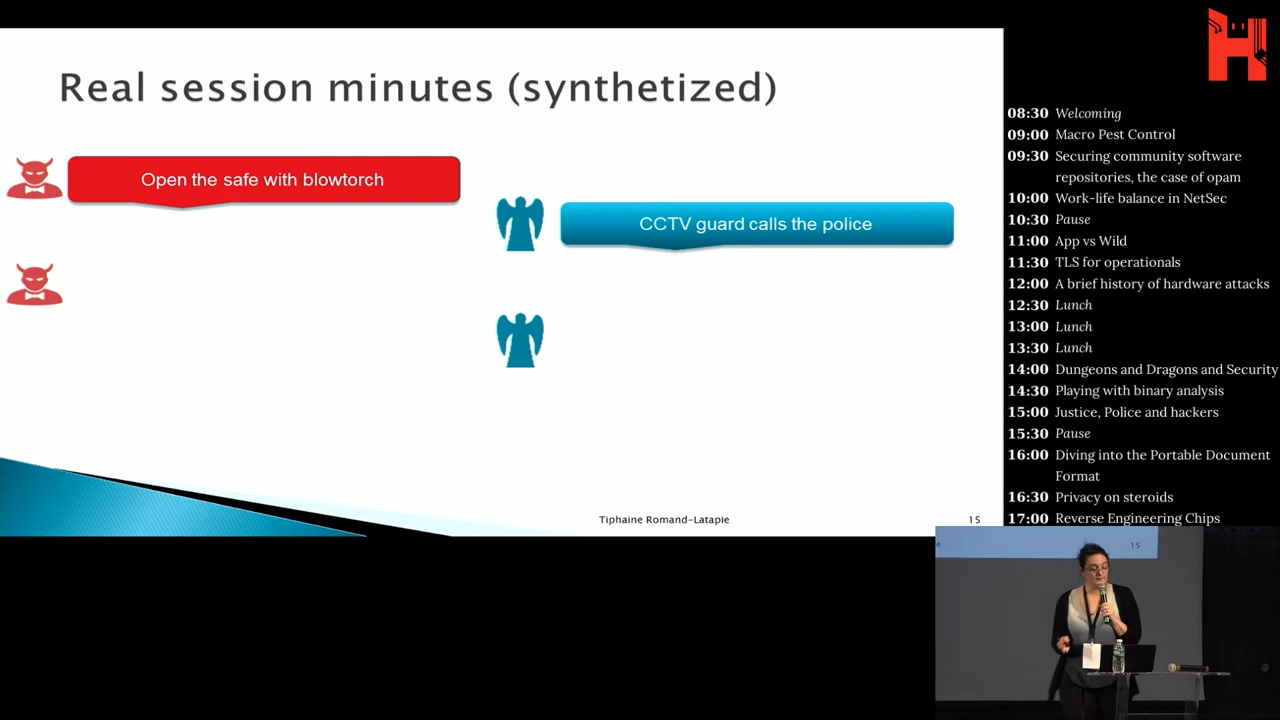 Real session minutes (synthetized)
Open the safe with blowtorch
CCTV guard calls the police
Tiphaine Romand-Latapie
15
08:30 Welcoming
09:00 Macro Pest Control
09:30 Securing community software
repositories, the case of opam
10:00 Work-life balance in NetSec
10:30 Pause
11:00 App vs Wild
11:30 TLS for operationals
12:00 A brief history of hardware attacks
12:30 Lunch
13:00 Lunch
13:30 Lunch
14:00 Dungeons and Dragons and Security
14:30 Playing with binary analysis
15:00 Justice, Police and hackers
15:30 Pause
16:00 Diving into the Portable Document
Format
16:30 Privacy on steroids
17:00 Reverse Engineering Chips
15